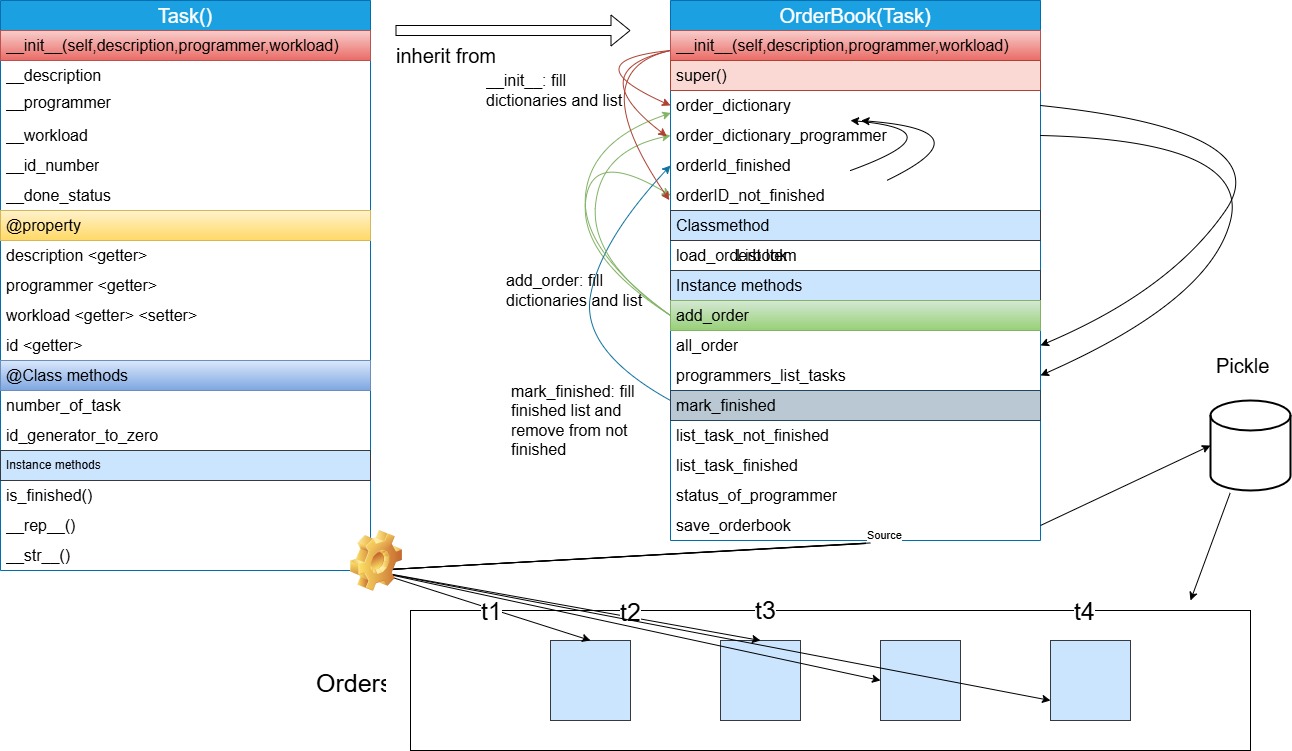 Task()
__init__(self,description,programmer,workload)
__description
__programmer
__workload
__id_number
__done_status
@property
description <getter>
programmer <getter>
workload <getter> <setter>
id <getter>
@Class methods
number_of_task
id_generator_to_zero
Instance methods
is_finished()
__rep__()
__str__()
inherit from
__init__: fill
dictionaries and list
add_order: fill
dictionaries and list
mark_finished: fill
finished list and
remove from not
finished
OrderBook(Task)
__init__(self,description,programmer,workload)
super()
order_dictionary
order_dictionary_programmer
orderId_finished
orderID_not_finished
Classmethod
load_orderbook
List Item
Instance methods
add_order
all_order
programmers_list_tasks
mark_finished
list_task_not_finished
list_task_finished
status_of_programmer
save_orderbook
Source
Pickle
t1
t2
t3
t4
Orders